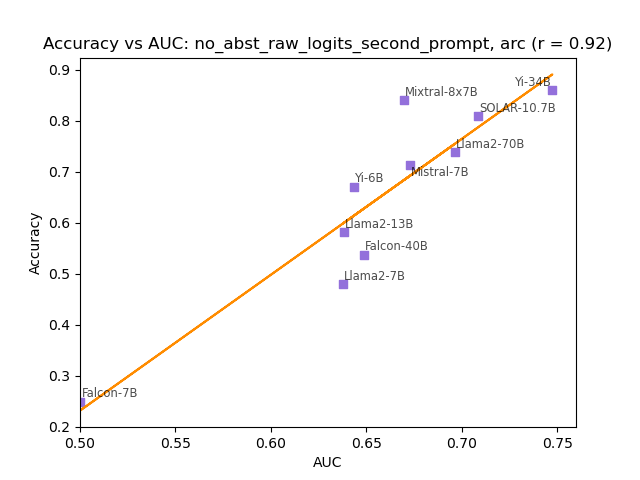 Accuracy vs AUC: no_abst_raw_logits_second_prompt, arc (r = 0.92)
0.9
0.8
0.7
0.6
0.5
0.4
0.3
0.2
Accuracy
Yi-34B
Mixtral-8x7B
SOLAR-10.7B
Llama2-70B
Mistral-7B
Yi-6B
Llama2-13B
Falcon-40B
Llama2-7B
Falcon-7B
0.50 0.55 0.60 0.65 0.70 0.75
AUC